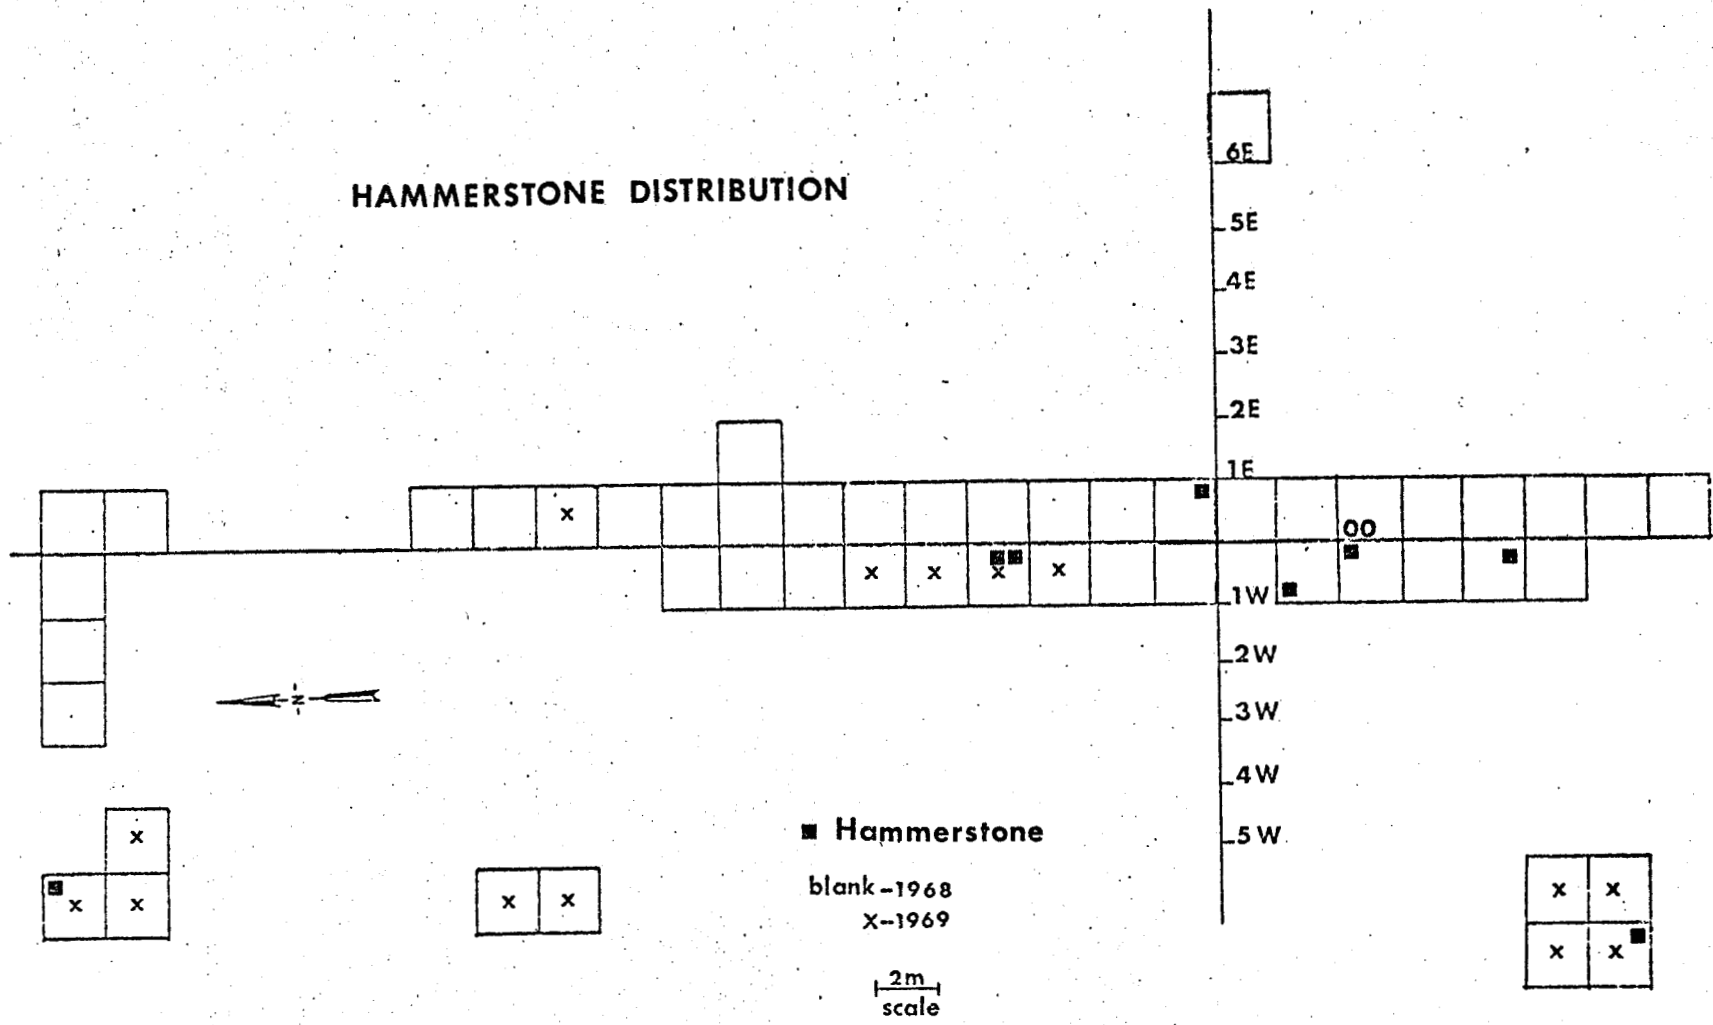 6E
HAMMERSTONE DISTRIBUTION
5E
4E
3E
2E
1E
x
OO
x x x x
1W
2W
N
3W
4W
x
■ Hammerstone
5W
x x
x x
blank-1968
x x
X-1969
x x
2m
scale